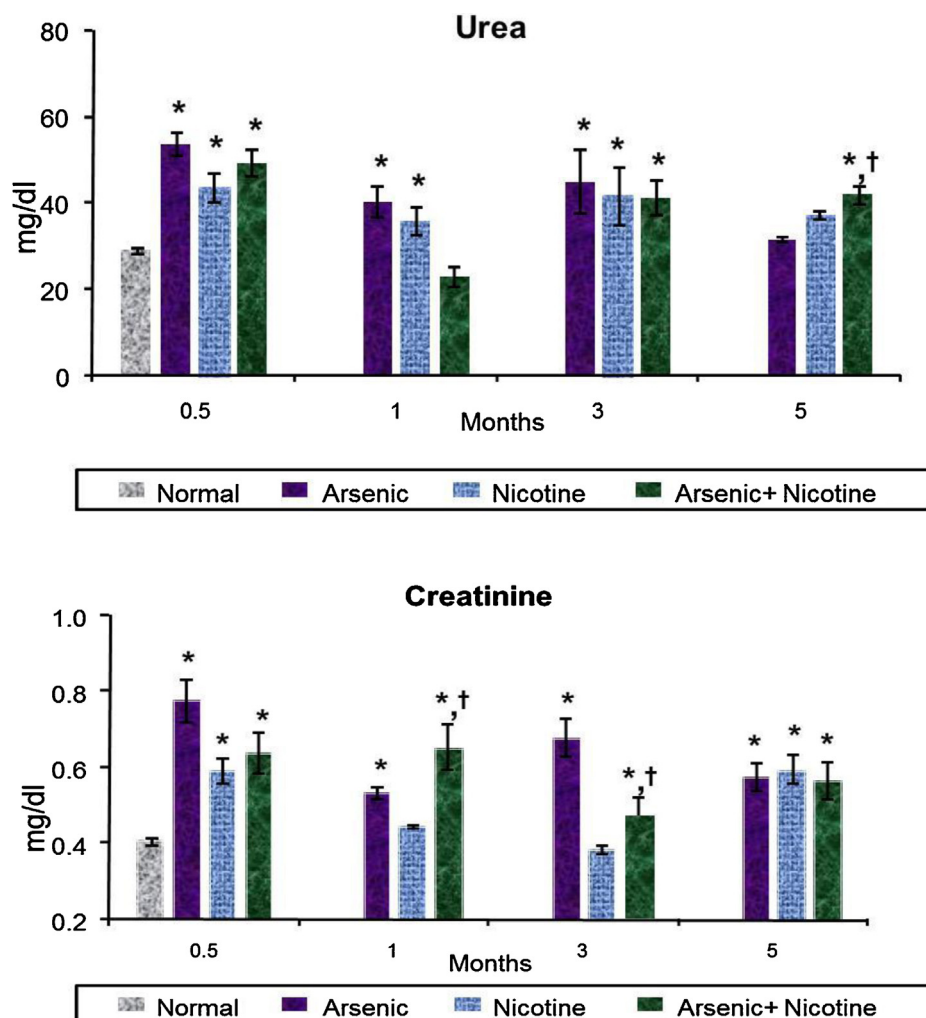 Urea
80
60
40
20
0
mg/dl
* * * * * * * * *,†
0.5 1 3 5
Months
Normal Arsenic Nicotine Arsenic+ Nicotine
Creatinine
1.0
0.8
0.6
0.4
0.2
mg/dl
* * * * *,† * *,† * * *
0.5 1 3 5
Months
Normal Arsenic Nicotine Arsenic+ Nicotine